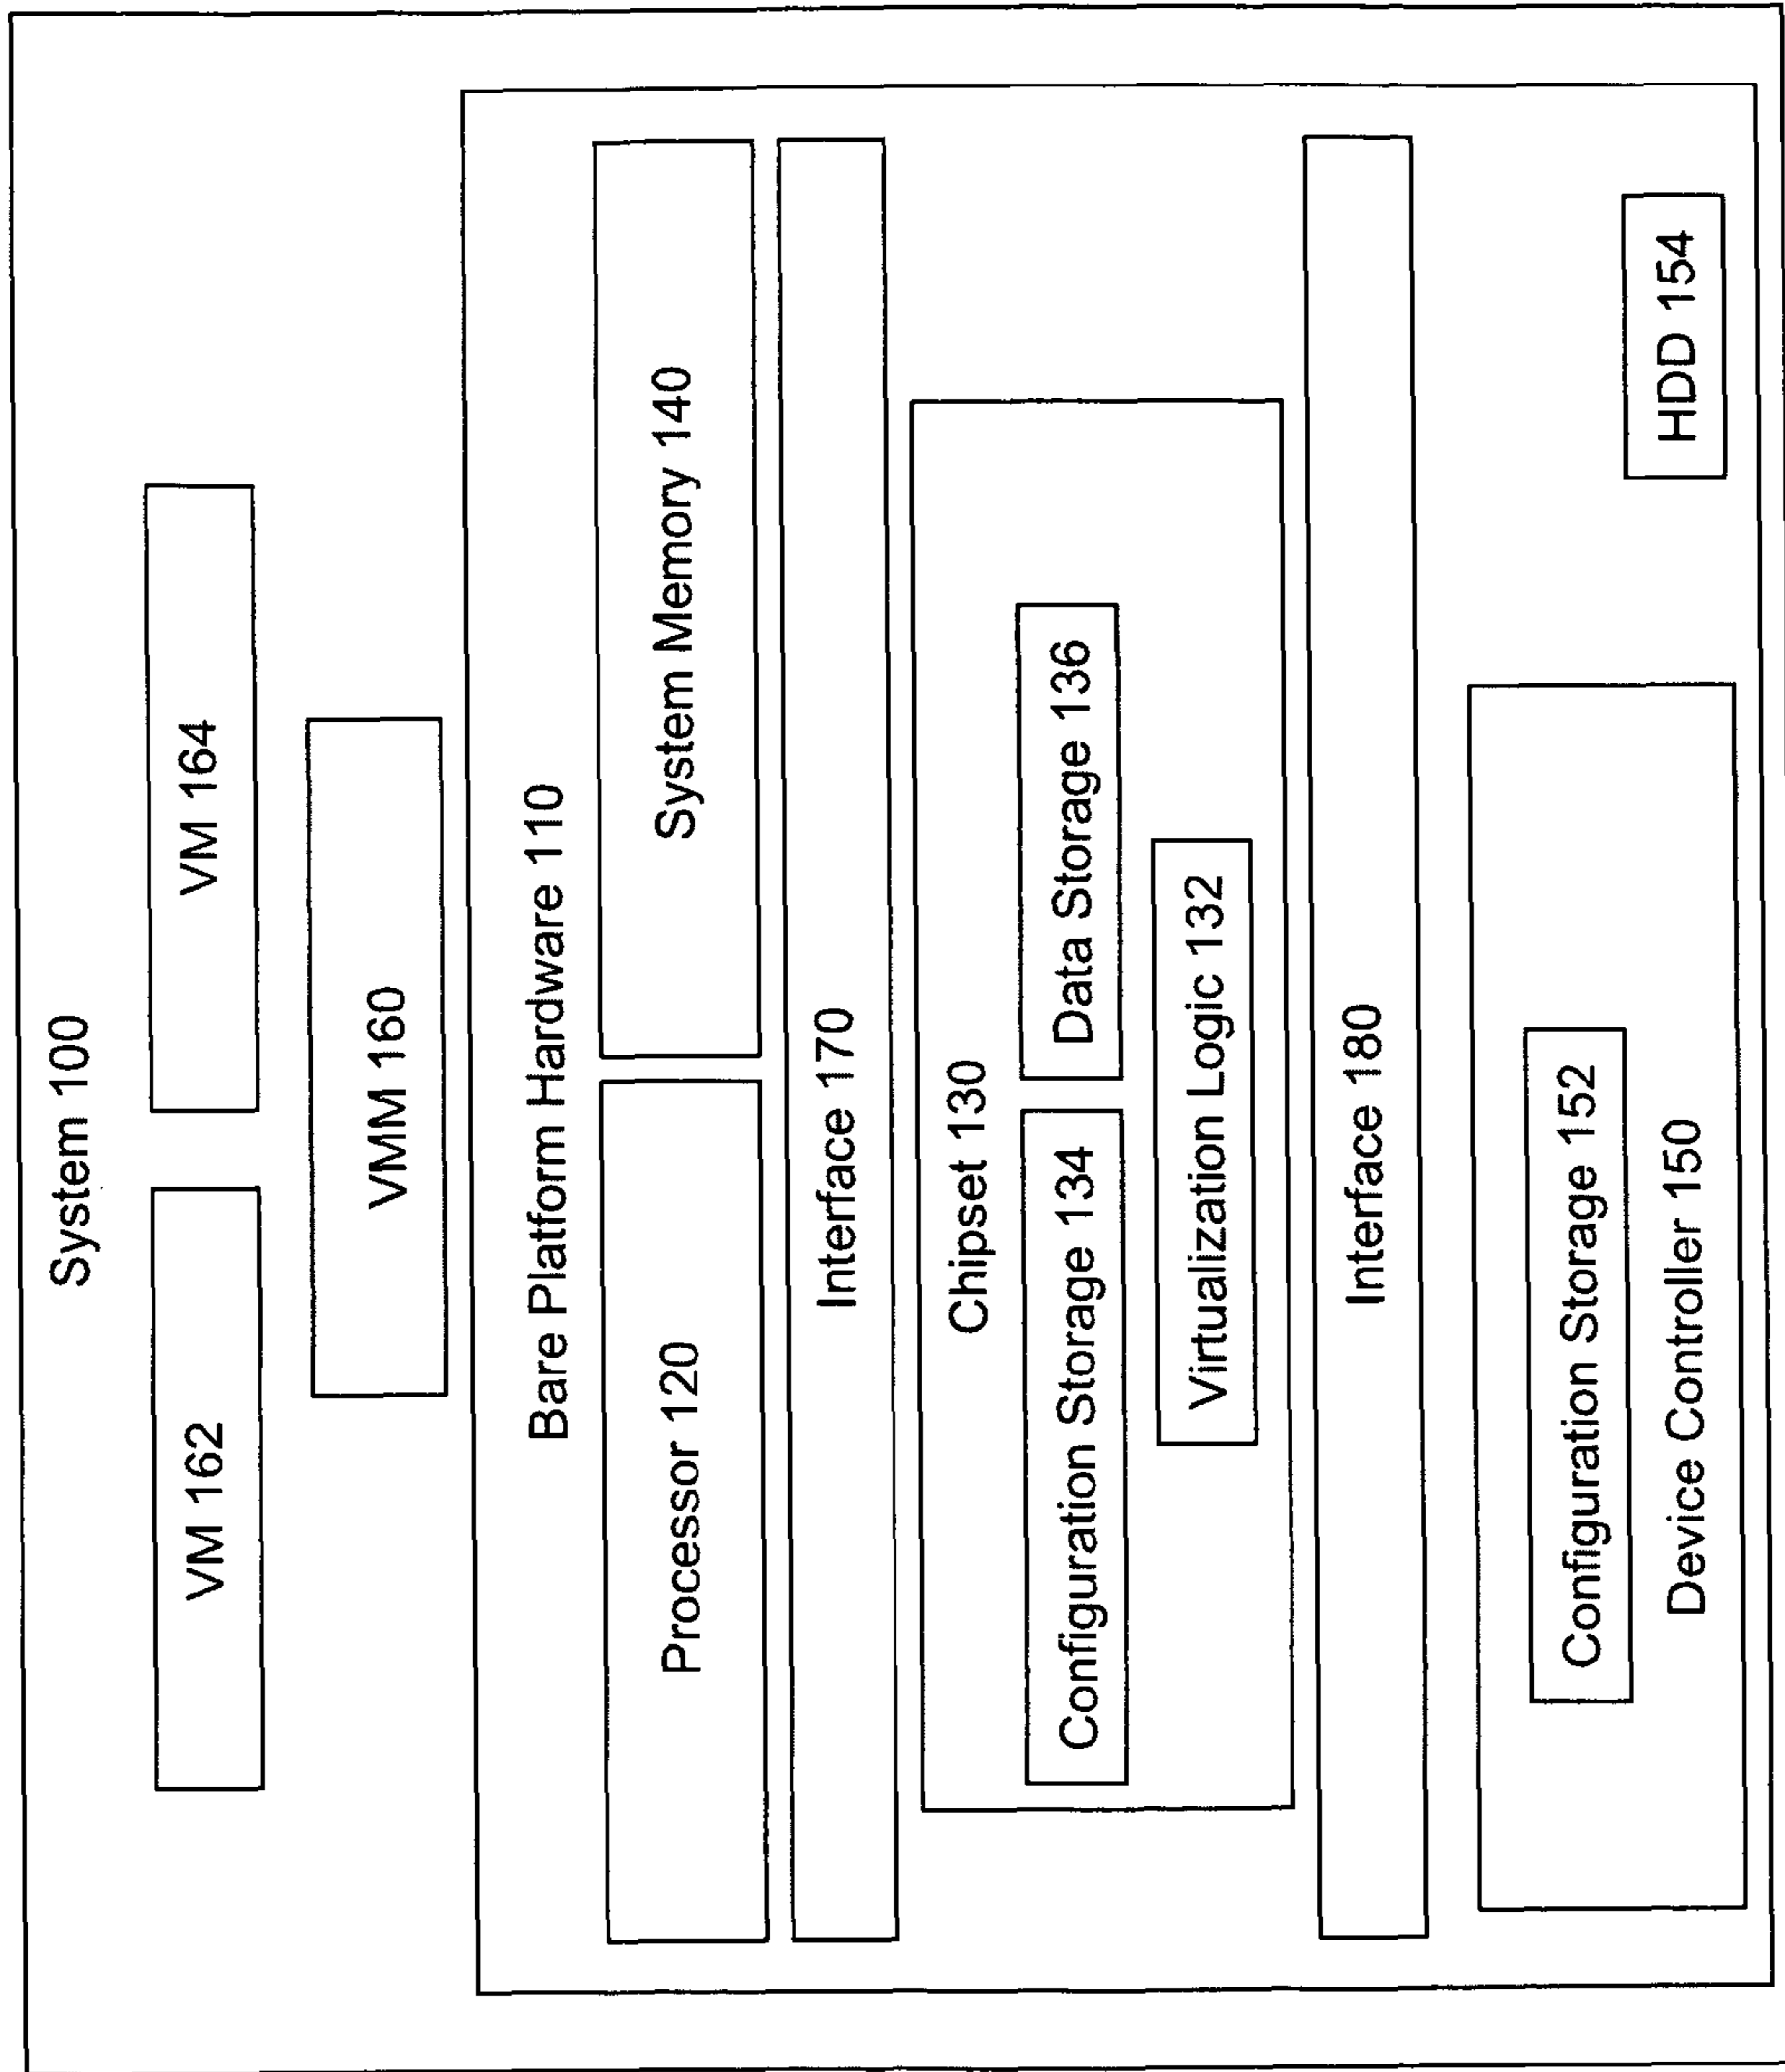 System 100
VM 162
VM 164
VMM 160
Bare Platform Hardware 110
Processor 120
System Memory 140
Interface 170
Chipset 130
Configuration Storage 134
Data Storage 136
Virtualization Logic 132
Interface 180
Configuration Storage 152
Device Controller 150
HDD 154